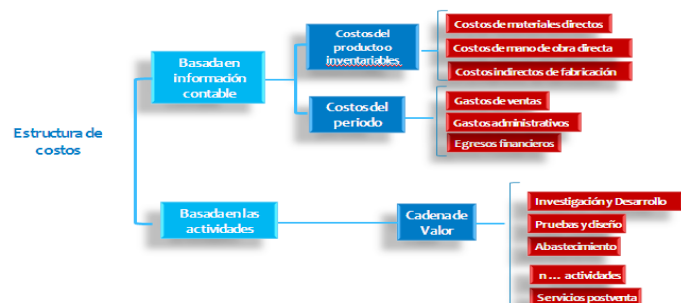 Estructura de
costos
Basada en
información
contable
Costos del
producto o
inventariables
Costos de materiales directos
Costos de mano de obra directa
Costos indirectos de fabricación
Costos del
periodo
Gastos de ventas
Gastos administrativos
Egresos financieros
Basada en las
actividades
Cadena de
Valor
Investigación y Desarrollo
Pruebas y diseño
Abastecimiento
n ... actividades
Servicios postventa